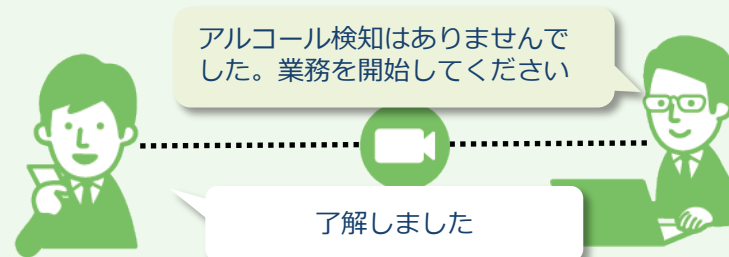 アルコール検知はありませんで
した。業務を開始してください
了解しました